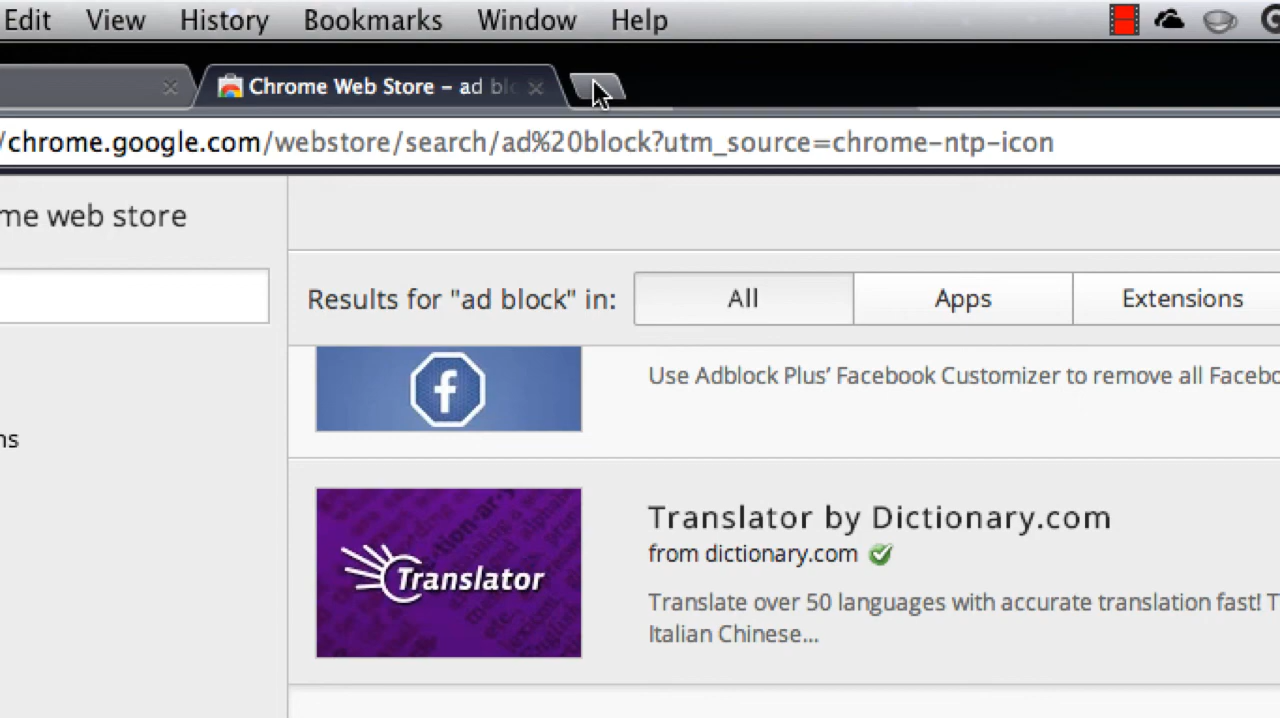 Edit View History Bookmarks Window Help
Chrome Web Store – ad blo
/chrome.google.com/webstore/search/ad%20block?utm_source=chrome-ntp-icon
me web store
Results for "ad block" in: All Apps Extensions
Use Adblock Plus’ Facebook Customizer to remove all Facebo
ns
Translator
Translator by Dictionary.com
from dictionary.com
Translate over 50 languages with accurate translation fast! T
Italian Chinese...